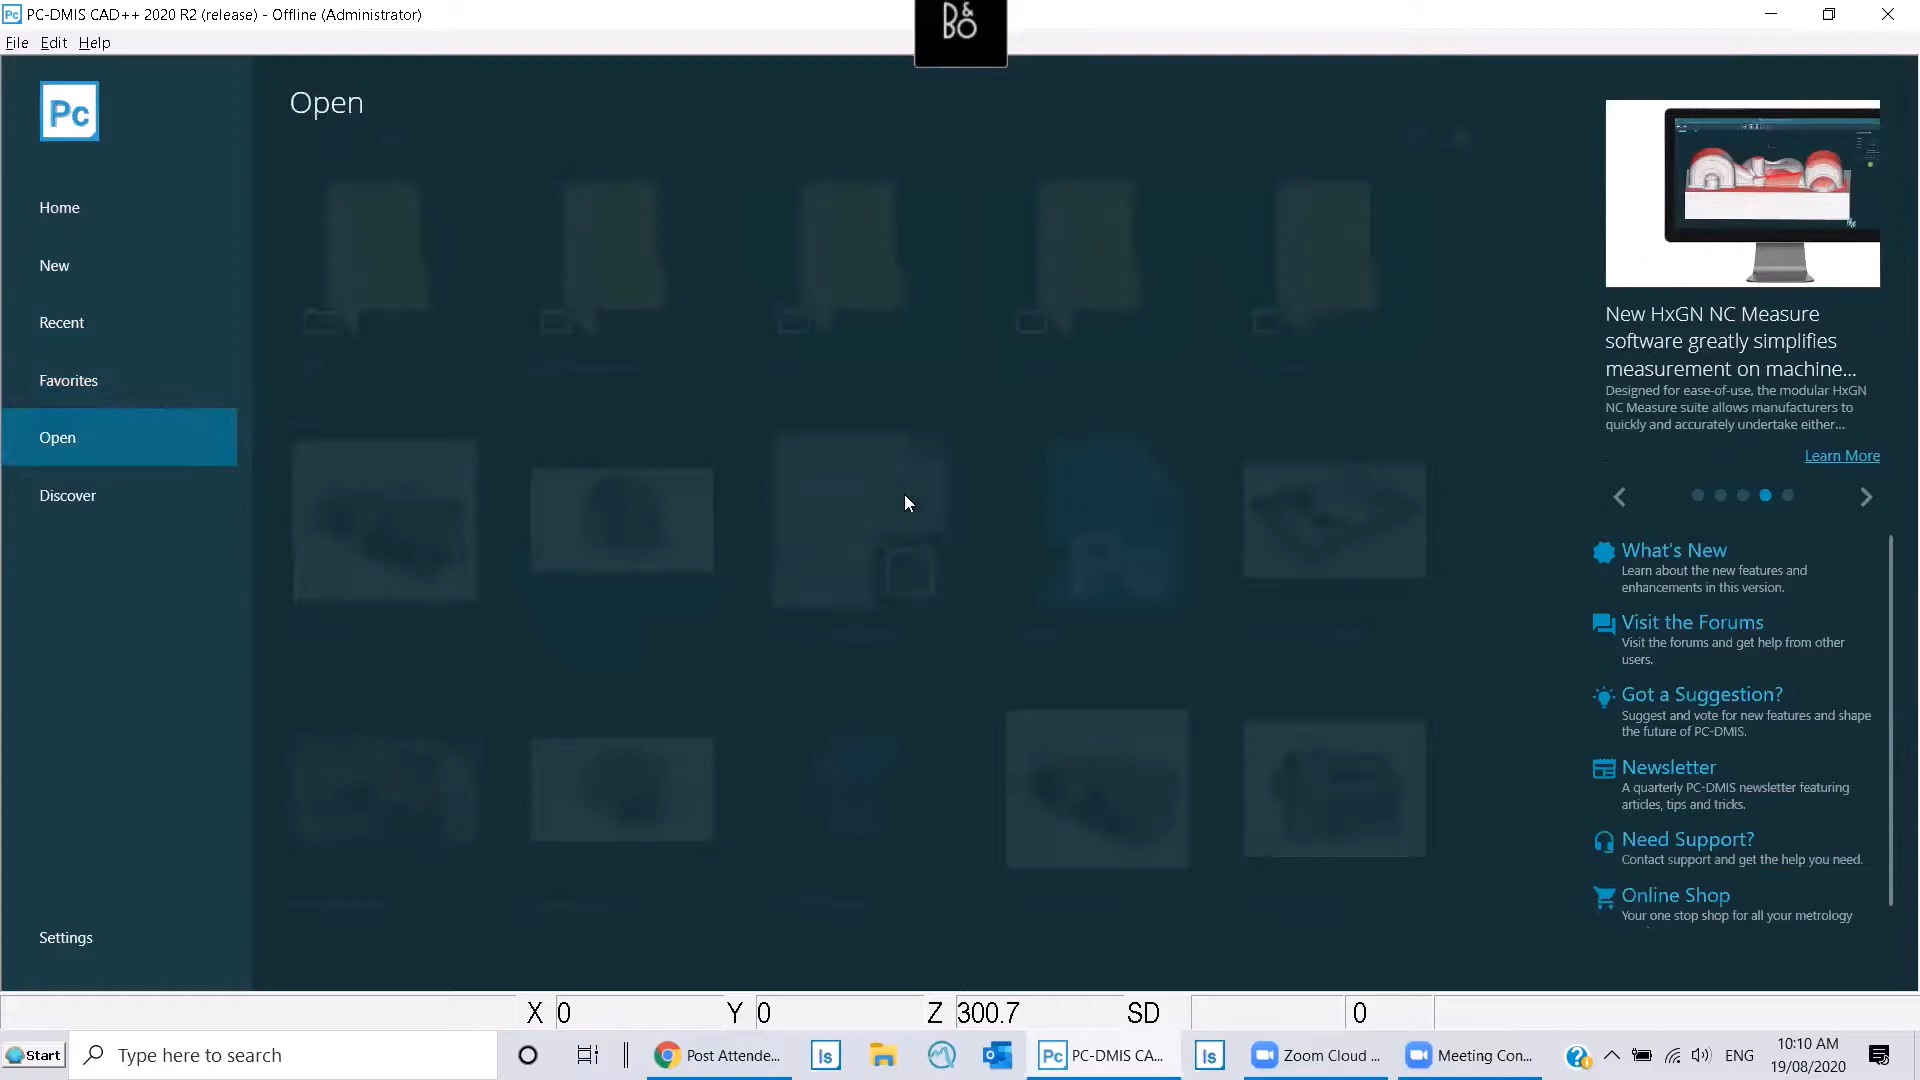 PC-DMIS CAD++ 2020 R2 (release) - Offline (Administrator)
File Edit Help
B&O
Pc
Open
Home
New
Recent
Favorites
Open
Discover
Settings
New HxGN NC Measure
software greatly simplifies
measurement on machine...
Designed for ease-of-use, the modular HxGN
NC Measure suite allows manufacturers to
quickly and accurately undertake either...
Learn More
What's New
Learn about the new features and
enhancements in this version.
Visit the Forums
Visit the forums and get help from other
users.
Got a Suggestion?
Suggest and vote for new features and shape
the future of PC-DMIS.
Newsletter
A quarterly PC-DMIS newsletter featuring
articles, tips and tricks.
Need Support?
Contact support and get the help you need.
Online Shop
Your one stop shop for all your metrology
X 0 Y 0 Z 300.7 SD 0
Start Type here to search Post Attende... Is Pc PC-DMIS CA... Is Zoom Cloud ... Meeting Con... ENG
10:10 AM
19/08/2020